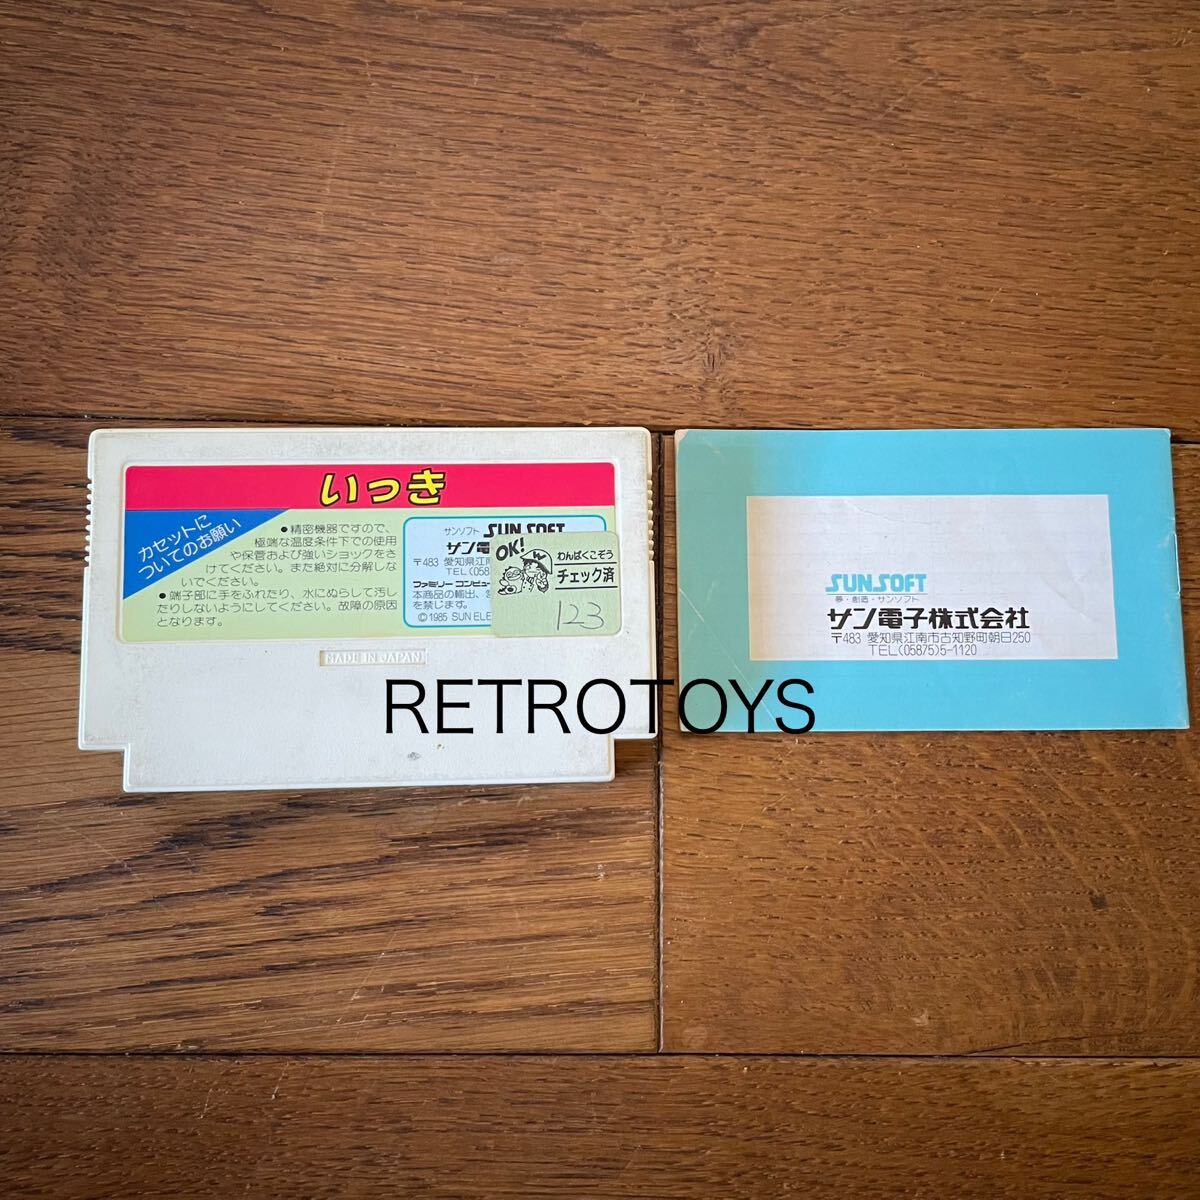 いっき
カセットに
ついてのお願い
●精密機器ですので、
極端な温度条件下での使用
や保管および強いショックをさ
けてください。また絶対に分解しな
いでください。
●端子部に手をふれたり、水にぬらして汚し
たりしないようにしてください。故障の原因
となります。
サンソフト SUNSOFT
サン電
〒483 愛知県江南
TEL(058
ファミリー コンピュー
本商品の輸出、
を禁じます。
©1985 SUN ELE
OK!
W
わんぱくこぞう
チェック済
123
MADE IN JAPAN
RETROTOYS
SUNSOFT
夢・創造・サンソフト
サン電子株式会社
〒483 愛知県江南市古知野町朝日250
TEL(05875)5-1120